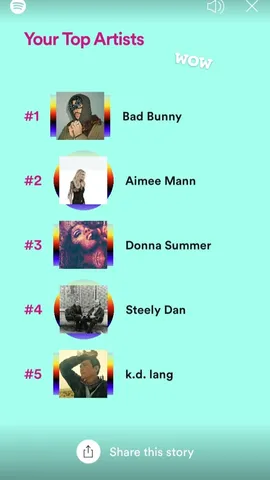 Your Top Artists
WOW
#1 Bad Bunny
#2 Aimee Mann
#3 Donna Summer
#4 Steely Dan
#5 k.d. lang
Share this story